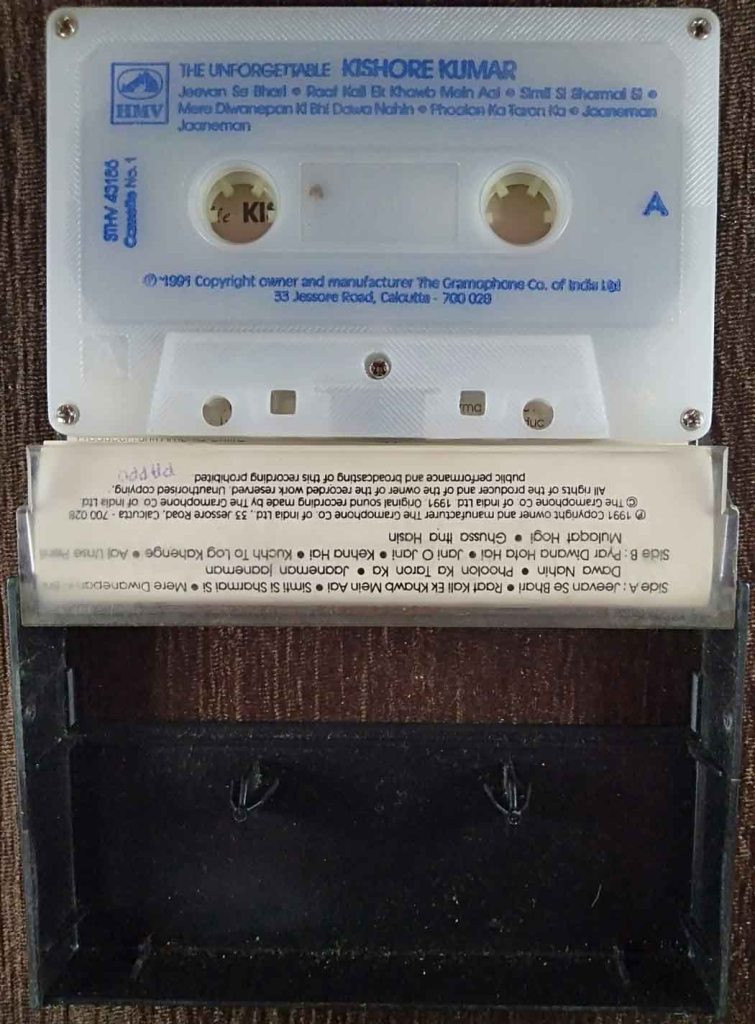 THE UNFORGETTABLE KISHORE KUMAR
HMV
Jeevan Se Bhari • Raat Kali Ek Khawb Mein Aai • Simti Si Sharmai Si •
Mere Diwanepan Ki Bhi Dawa Nahin • Phoolon Ka Taron Ka • Jaaneman
Jaaneman
STHV 43186
Cassette No. 1
KI
A
℗ 1991 Copyright owner and manufacturer The Gramophone Co. of India Ltd
33 Jessore Road, Calcutta - 700 028
rma
uc
Side A : Jeevan Se Bhari • Raat Kali Ek Khawb Mein Aai • Simti Si Sharmai Si • Mere Diwanepan
Dawa Nahin • Phoolon Ka Taron Ka • Jaaneman Jaaneman
Side B : Pyar Diwana Hota Hai • Joni O Joni • Kehna Hai • Kuchh To Log Kahenge • Aaj Unse
Mulaqat Hogi • Ghussa Itna Hasin
℗ 1991 Copyright owner and manufacturer The Gramophone Co. of India Ltd., 33 Jessore Road, Calcutta - 700 028
© The Gramophone Co. of India Ltd. 1991. Original sound recording made by The Gramophone Co. of India Ltd.
All rights of the producer and of the owner of the recorded work reserved. Unauthorised copying,
public performance and broadcasting of this recording prohibited.